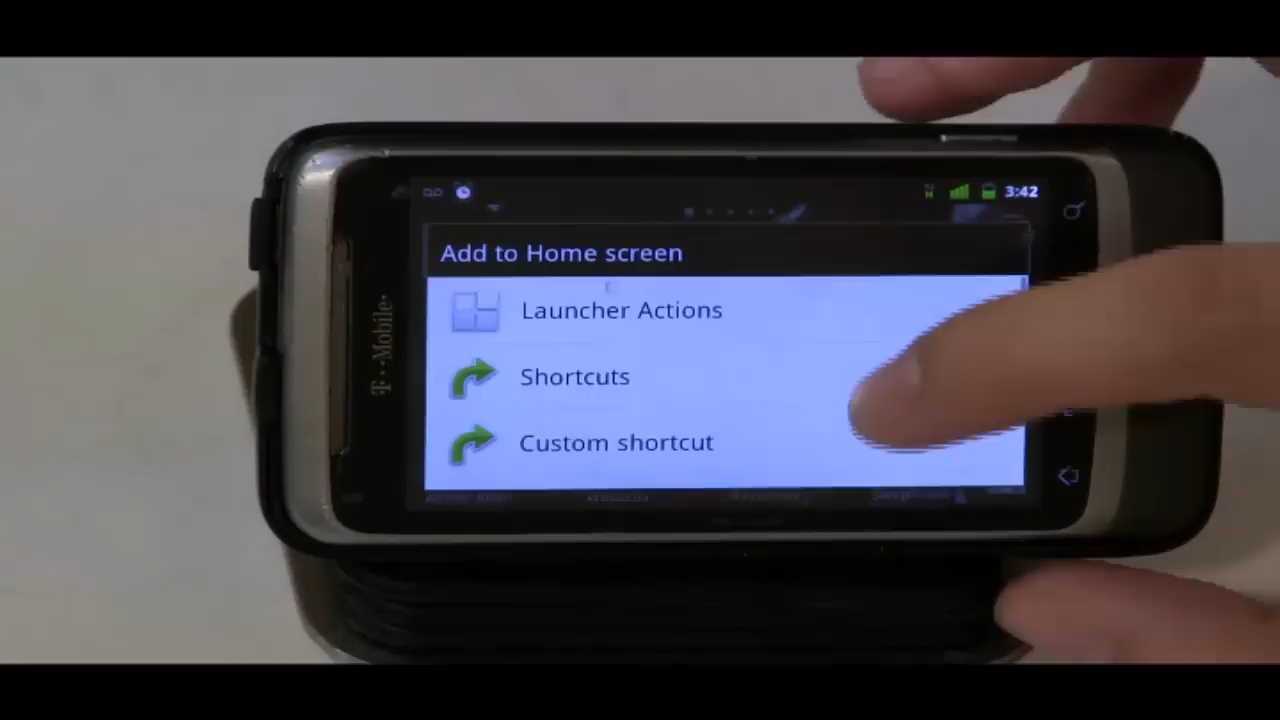 3:42
Add to Home screen
Launcher Actions
Shortcuts
Custom shortcut
T··Mobile·